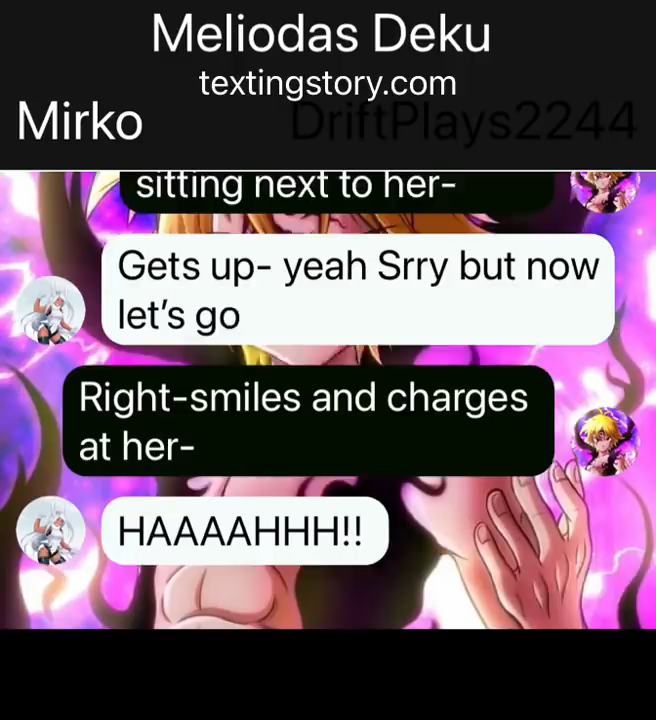 Meliodas Deku
textingstory.com
Mirko
DriftPlays2244
sitting next to her-
Gets up- yeah Srry but now
let’s go
Right-smiles and charges
at her-
HAAAAHHH!!